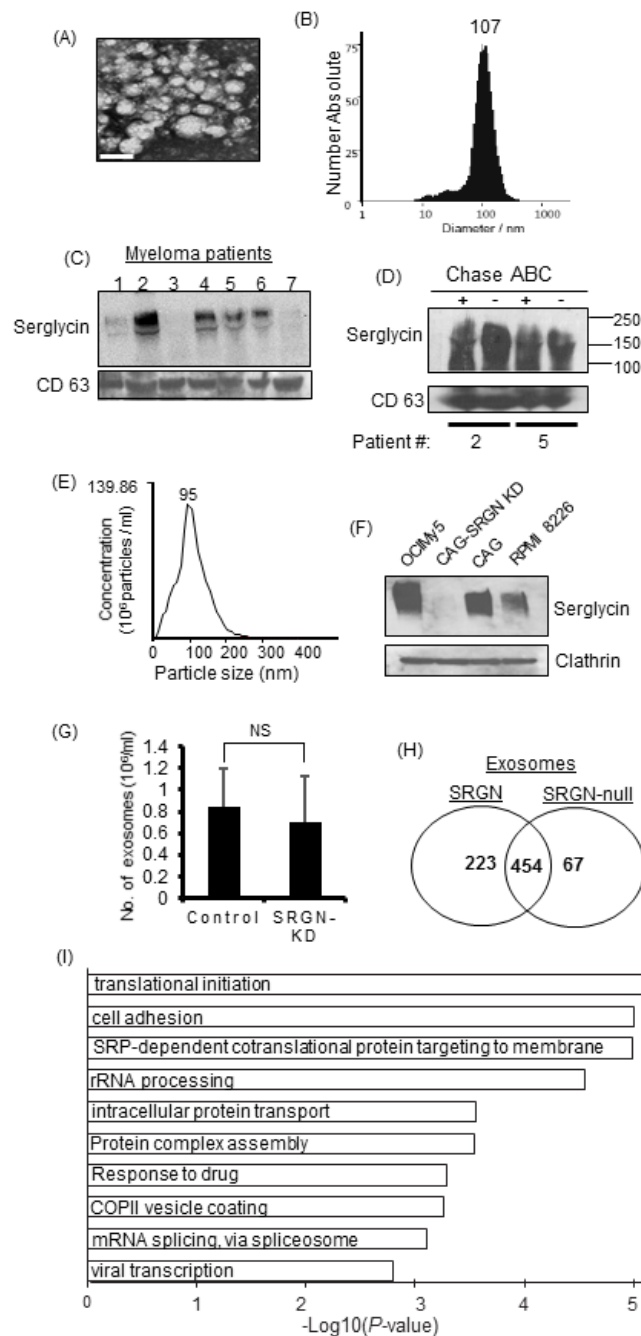 (A)
(B)
107
Number Absolute
75
50
25
0
1 10 100 1000
Diameter / nm
(C)
Myeloma patients
1 2 3 4 5 6 7
Serglycin
CD 63
(D)
Chase ABC
+ - + -
Serglycin
250
150
100
CD 63
Patient #: 2 5
(E)
139.86
95
Concentration
(10⁶particles / ml)
0 100 200 300 400
Particle size (nm)
(F)
OCIMy5 CAG-SRGN KD CAG RPMI 8226
Serglycin
Clathrin
(G)
NS
No. of exosomes (10⁶/ml)
1.4
1.2
1
0.8
0.6
0.4
0.2
0
Control SRGN-
KD
(H)
Exosomes
SRGN SRGN-null
223 454 67
(I)
translational initiation
cell adhesion
SRP-dependent cotranslational protein targeting to membrane
rRNA processing
intracellular protein transport
Protein complex assembly
Response to drug
COPII vesicle coating
mRNA splicing, via spliceosome
viral transcription
0 1 2 3 4 5
-Log10(P-value)